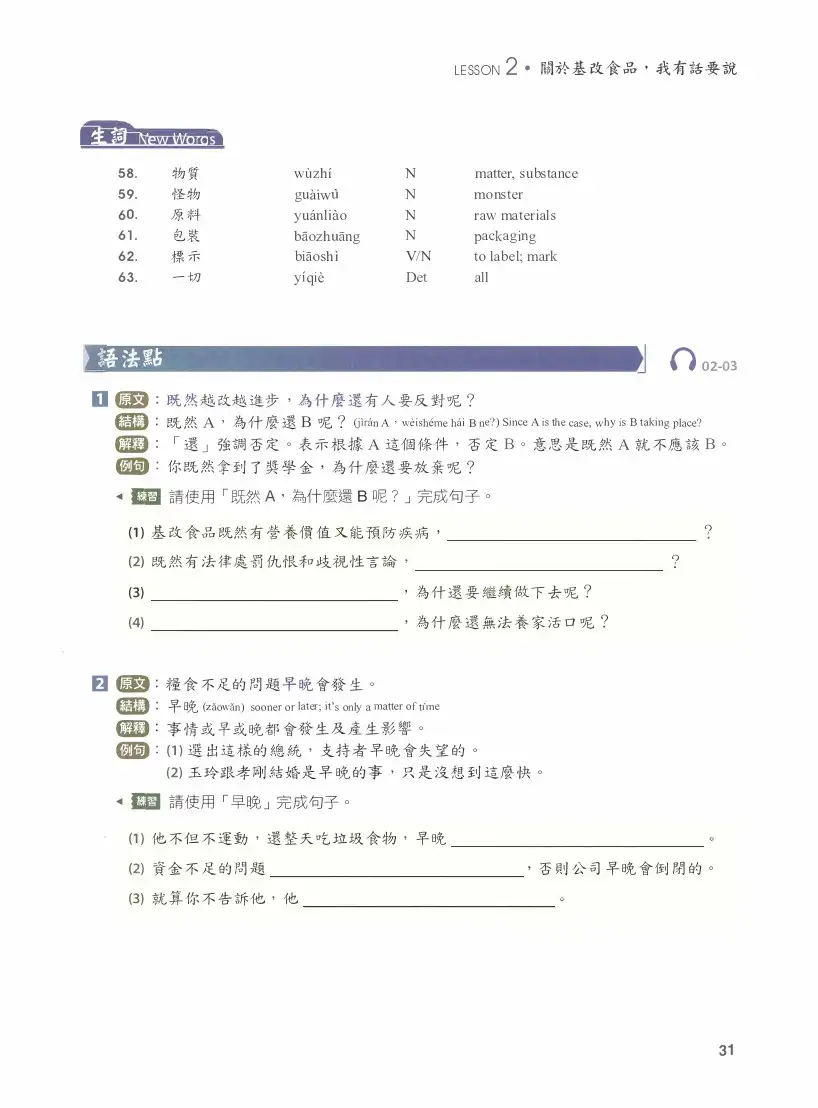 LESSON 2 • 關於基改食品，我有話要說
生詞 New Words
58. 物質 wùzhí N matter, substance
59. 怪物 guàiwù N monster
60. 原料 yuánliào N raw materials
61. 包裝 bāozhuāng N packaging
62. 標示 biāoshì V/N to label; mark
63. 一切 yíqiè Det all
語法點 02-03
1 原文：既然越改越進步，為什麼還有人要反對呢？
結構：既然 A，為什麼還 B 呢？(jìrán A，wèishéme hái B ne?) Since A is the case, why is B taking place?
解釋：「還」強調否定。表示根據 A 這個條件，否定 B。意思是既然 A 就不應該 B。
例句：你既然拿到了獎學金，為什麼還要放棄呢？
◀ 練習 請使用「既然 A，為什麼還 B 呢？」完成句子。
(1) 基改食品既然有營養價值又能預防疾病，＿＿＿＿＿＿＿＿＿＿？
(2) 既然有法律處罰仇恨和歧視性言論，＿＿＿＿＿＿＿＿＿＿？
(3) ＿＿＿＿＿＿＿＿＿＿，為什還要繼續做下去呢？
(4) ＿＿＿＿＿＿＿＿＿＿，為什麼還無法養家活口呢？
2 原文：糧食不足的問題早晚會發生。
結構：早晚 (zǎowǎn) sooner or later; it's only a matter of time
解釋：事情或早或晚都會發生及產生影響。
例句：(1) 選出這樣的總統，支持者早晚會失望的。
(2) 玉玲跟孝剛結婚是早晚的事，只是沒想到這麼快。
◀ 練習 請使用「早晚」完成句子。
(1) 他不但不運動，還整天吃垃圾食物，早晚＿＿＿＿＿＿＿＿＿＿。
(2) 資金不足的問題＿＿＿＿＿＿＿＿＿＿，否則公司早晚會倒閉的。
(3) 就算你不告訴他，他＿＿＿＿＿＿＿＿＿＿。
31